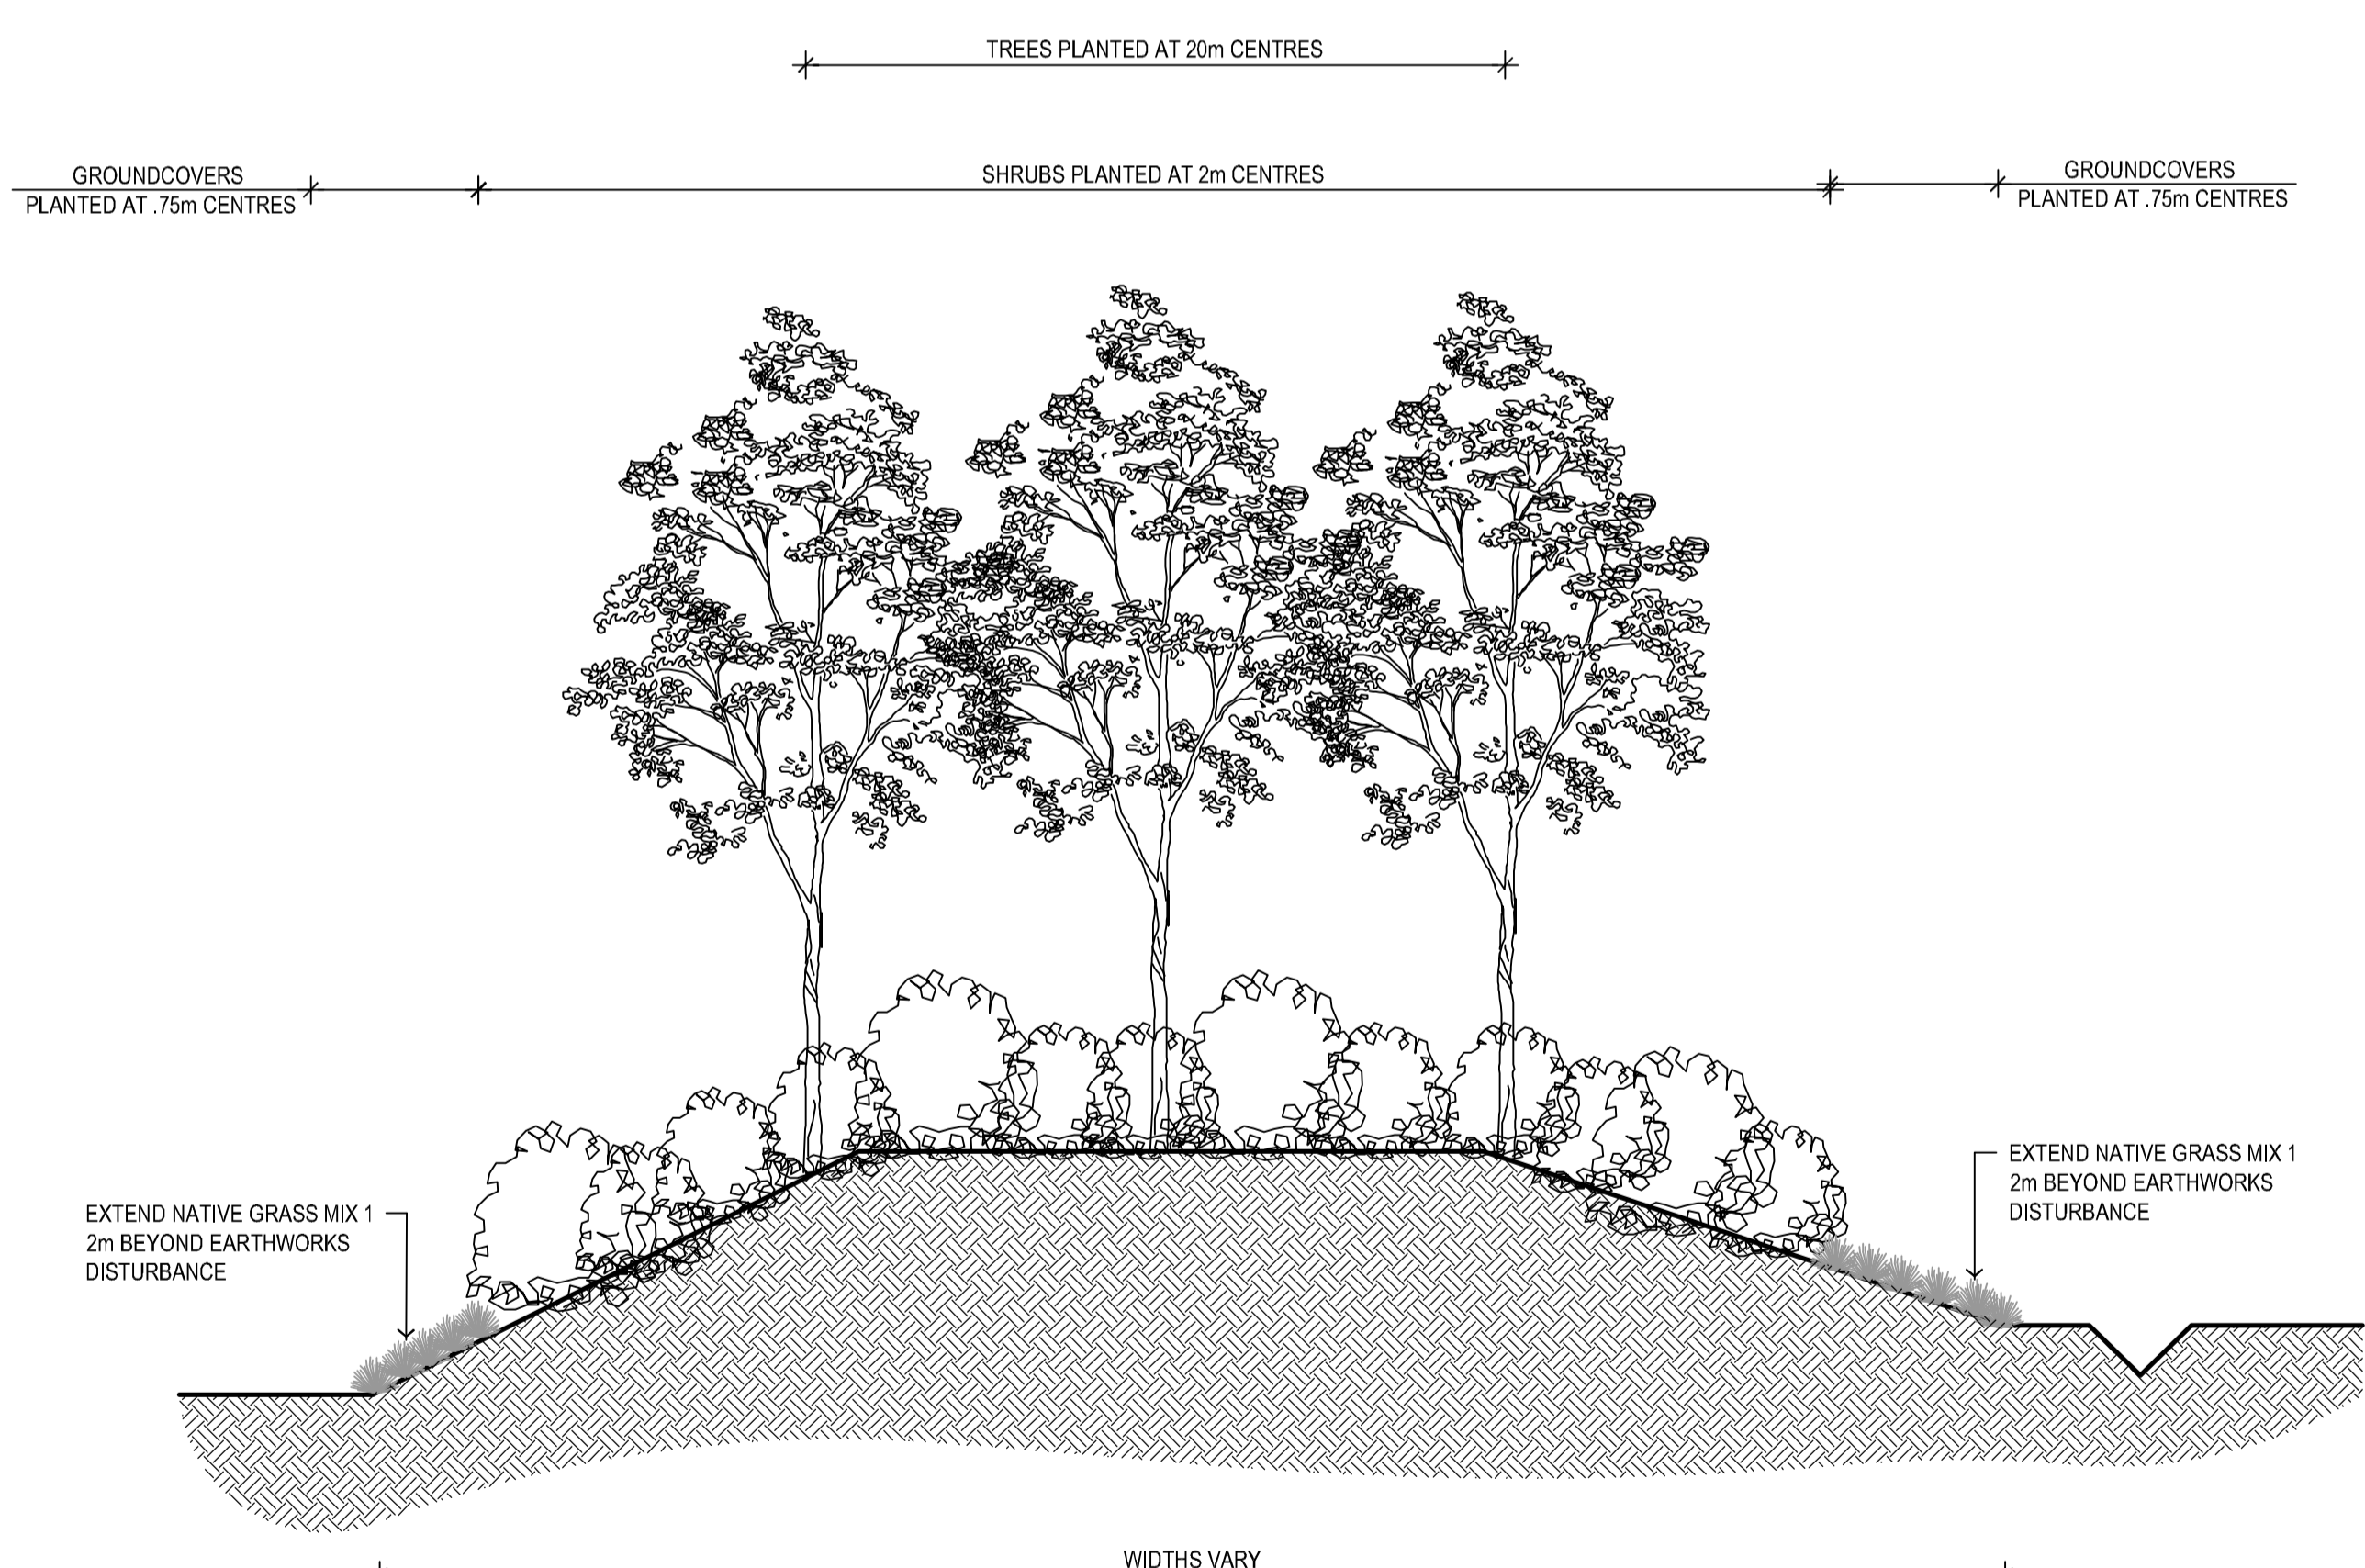 TREES PLANTED AT 20m CENTRES
GROUNDCOVERS
PLANTED AT .75m CENTRES
SHRUBS PLANTED AT 2m CENTRES
GROUNDCOVERS
PLANTED AT .75m CENTRES
EXTEND NATIVE GRASS MIX 1
2m BEYOND EARTHWORKS
DISTURBANCE
EXTEND NATIVE GRASS MIX 1
2m BEYOND EARTHWORKS
DISTURBANCE
WIDTHS VARY